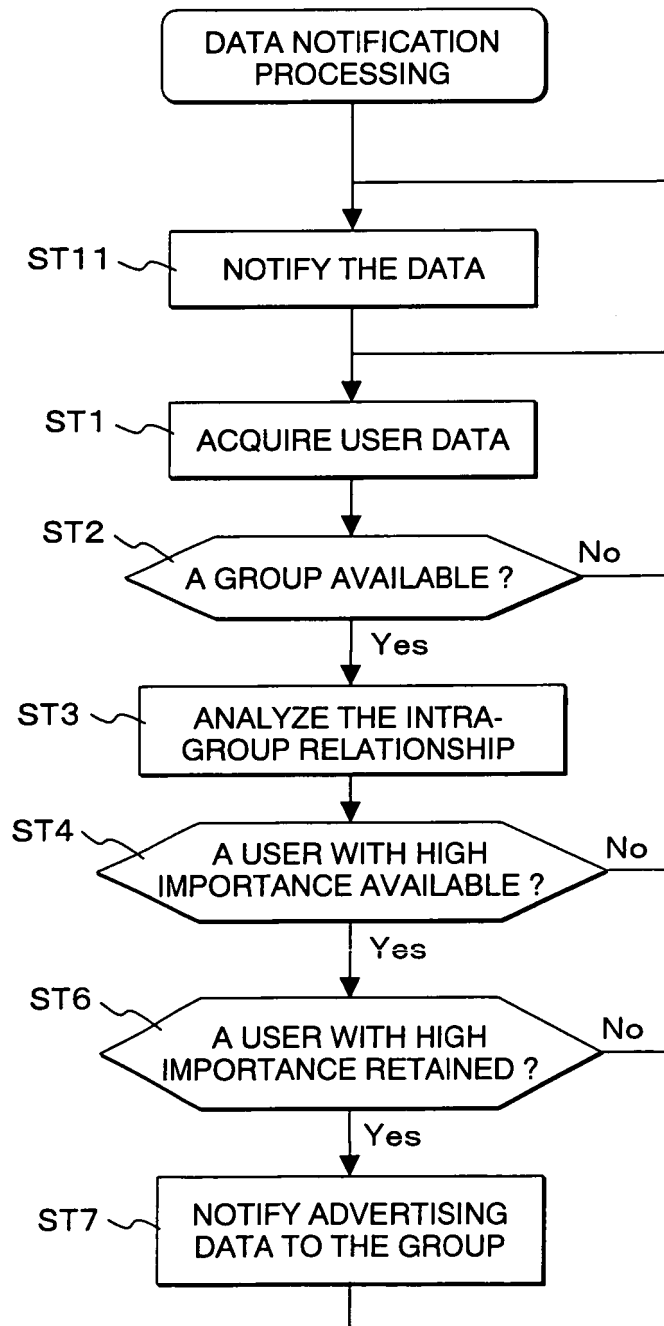 DATA NOTIFICATION
PROCESSING
ST11
NOTIFY THE DATA
ST1
ACQUIRE USER DATA
ST2
A GROUP AVAILABLE ?
No
Yes
ST3
ANALYZE THE INTRA-
GROUP RELATIONSHIP
ST4
A USER WITH HIGH
IMPORTANCE AVAILABLE ?
No
Yes
ST6
A USER WITH HIGH
IMPORTANCE RETAINED ?
No
Yes
ST7
NOTIFY ADVERTISING
DATA TO THE GROUP